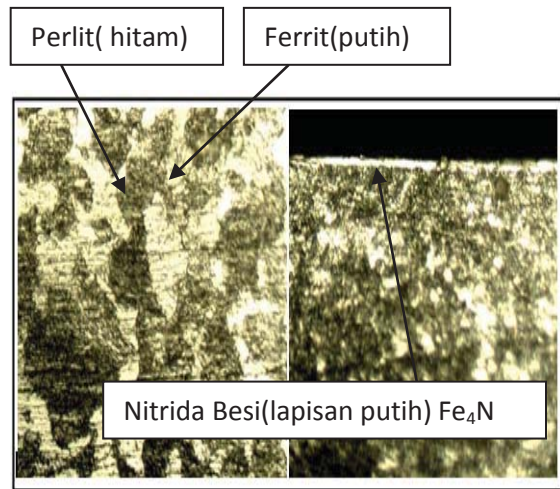 Perlit( hitam)
Ferrit(putih)
Nitrida Besi(lapisan putih) Fe₄N